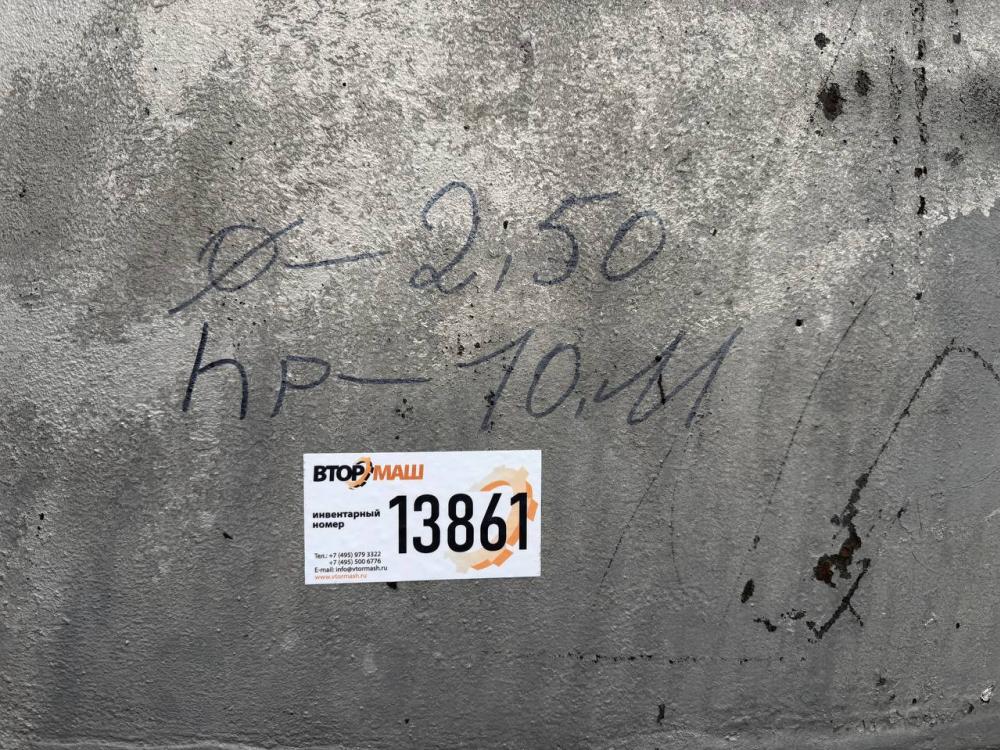 ø – 2,50
hр – 10,м
ВТОРМАШ
инвентарный
номер
13861
Тел.: +7 (495) 979 3322
+7 (495) 500 6776
E-mail: info@vtormash.ru
www.vtormash.ru